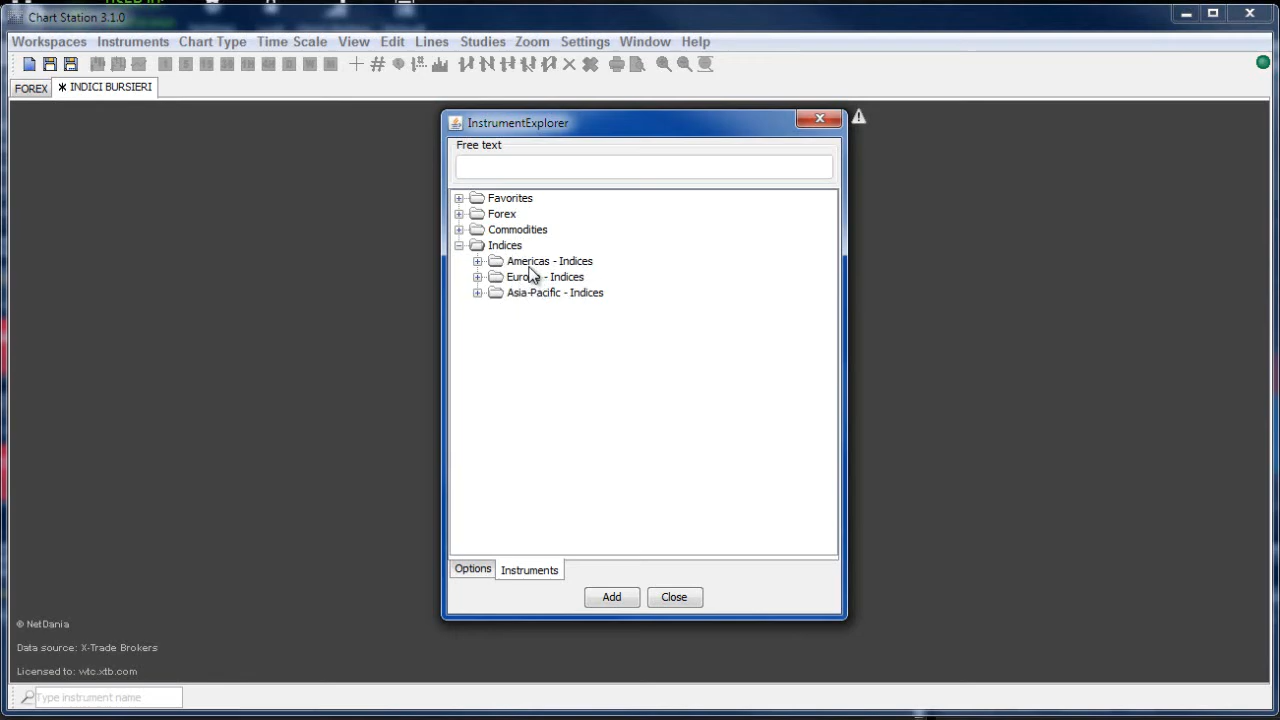 Chart Station 3.1.0
Workspaces Instruments Chart Type Time Scale View Edit Lines Studies Zoom Settings Window Help
FOREX * INDICI BURSIERI
InstrumentExplorer
Free text
Favorites
Forex
Commodities
Indices
Americas - Indices
- Indices
Asia-Pacific - Indices
Options Instruments
Add Close
© NetDania
Data source: X-Trade Brokers
Licensed to: wtc.xtb.com
Type instrument name